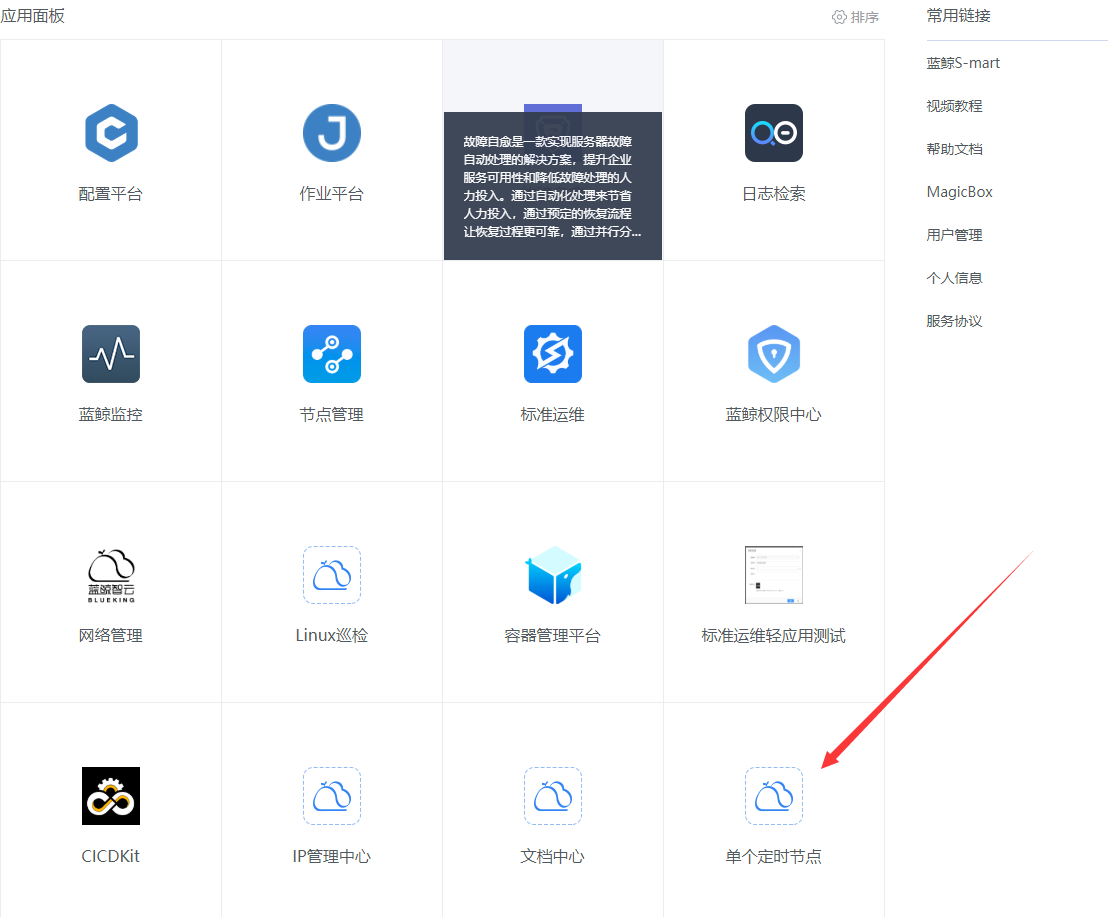 应用面板
排序
常用链接
配置平台
作业平台
故障自愈是一款实现服务器故障
自动处理的解决方案，提升企业
服务可用性和降低故障处理的人
力投入。通过自动化处理来节省
人力投入，通过预定的恢复流程
让恢复过程更可靠，通过并行分...
日志检索
蓝鲸S-mart
视频教程
帮助文档
MagicBox
用户管理
个人信息
服务协议
蓝鲸监控
节点管理
标准运维
蓝鲸权限中心
蓝鲸智云
BLUEKING
网络管理
Linux巡检
容器管理平台
标准运维轻应用测试
CICDKit
IP管理中心
文档中心
单个定时节点